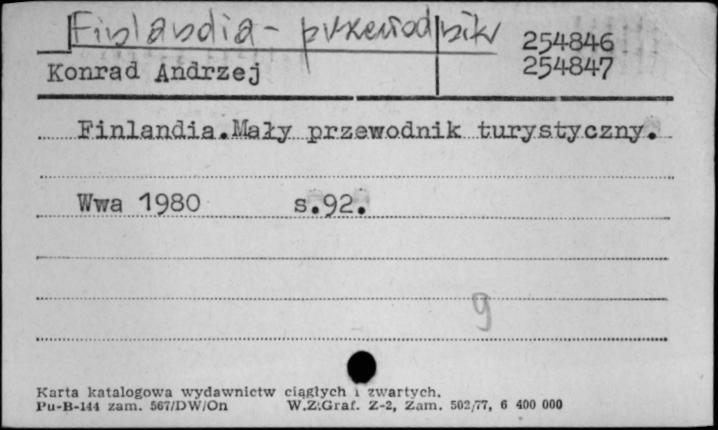 Finlandia - przewodnik 254846
Konrad Andrzej 254847
Finlandia.Mały przewodnik turystyczny.
Wwa 1980 s.92.
9
Karta katalogowa wydawnictw ciągłych i zwartych.
Pu-B-144 zam. 567/DW/On W.Z.Graf. Z-2, Zam. 502/77, 6 400 000